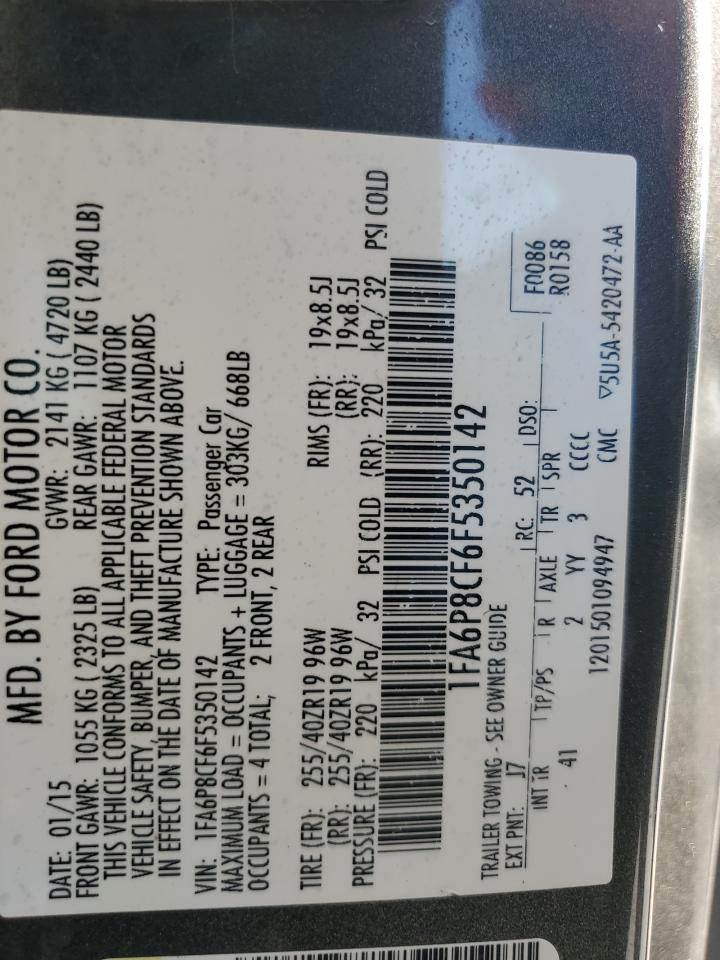 MFD. BY FORD MOTOR CO.
DATE: 01/15 GVWR: 2141 KG ( 4720 LB)
FRONT GAWR: 1055 KG ( 2325 LB) REAR GAWR: 1107 KG ( 2440 LB)
THIS VEHICLE CONFORMS TO ALL APPLICABLE FEDERAL MOTOR
VEHICLE SAFETY, BUMPER, AND THEFT PREVENTION STANDARDS
IN EFFECT ON THE DATE OF MANUFACTURE SHOWN ABOVE.
VIN: 1FA6P8CF6F5350142 TYPE: Passenger Car
MAXIMUM LOAD = OCCUPANTS + LUGGAGE = 303KG/ 668LB
OCCUPANTS = 4 TOTAL; 2 FRONT, 2 REAR
TIRE (FR): 255/40ZR19 96W RIMS (FR): 19x8.5J
(RR): 255/40ZR19 96W (RR): 19x8.5J
PRESSURE (FR): 220 kPa/ 32 PSI COLD (RR): 220 kPa/ 32 PSI COLD
1FA6P8CF6F5350142
TRAILER TOWING - SEE OWNER GUIDE
EXT PNT: J7 RC: 52 DSO: F0086
R0158
INT TR TP/PS R AXLE TR SPR
41 2 YY 3 CCCC
1201501094947 CMC ▽5U5A-5420472-AA